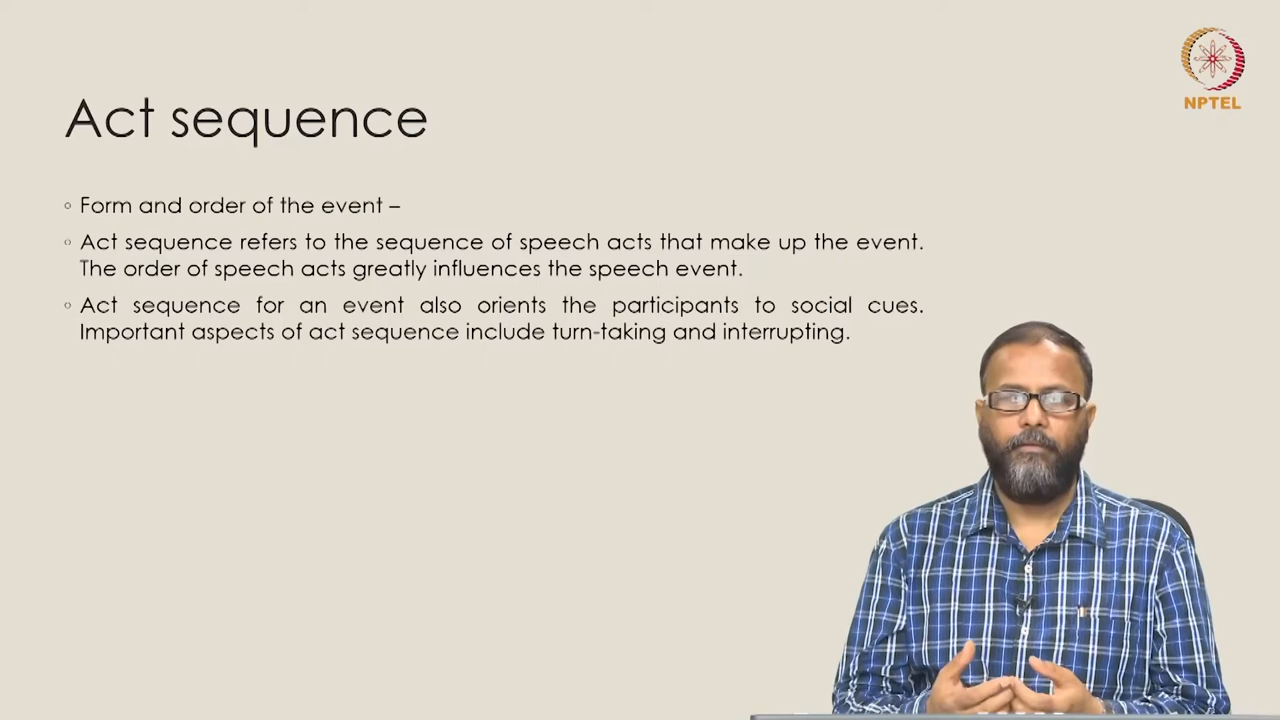 NPTEL
Act sequence
◦ Form and order of the event –
◦ Act sequence refers to the sequence of speech acts that make up the event.
The order of speech acts greatly influences the speech event.
◦ Act sequence for an event also orients the participants to social cues.
Important aspects of act sequence include turn-taking and interrupting.